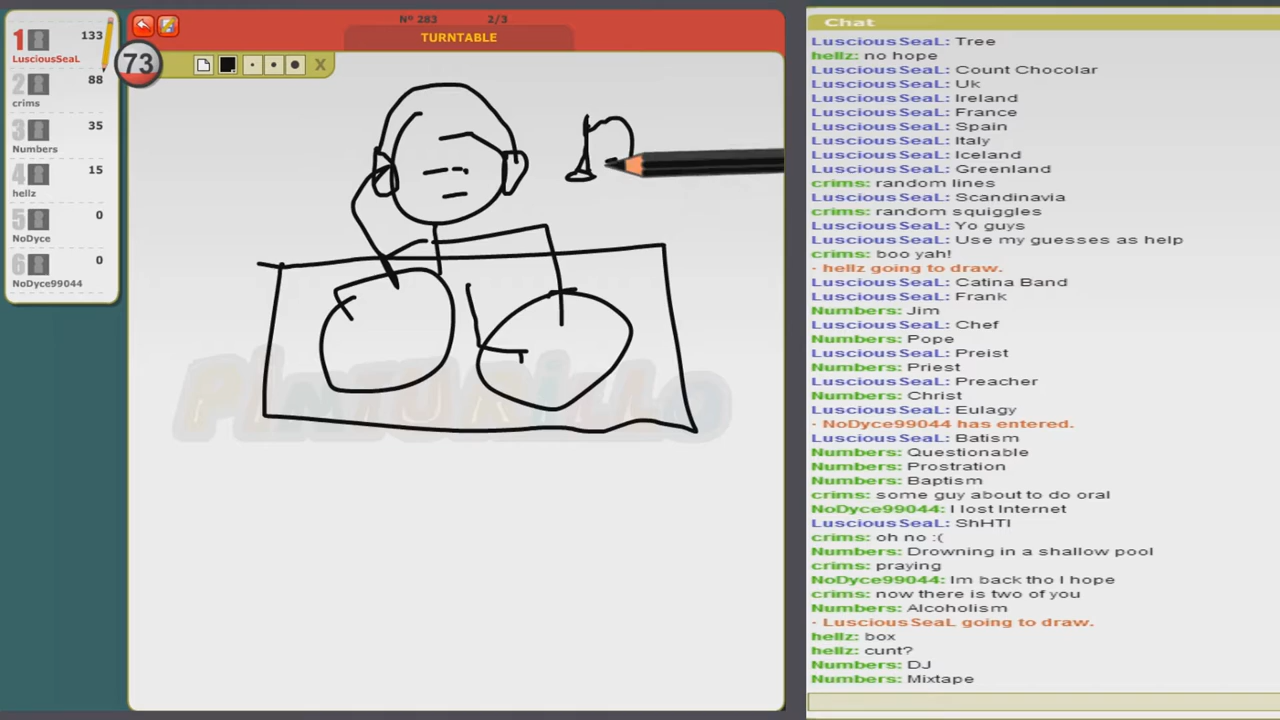 1 133
LusciousSeaL
2 88
crims
3 35
Numbers
4 15
hellz
5 0
NoDyce
6 0
NoDyce99044
73
Nº 283 2/3
TURNTABLE
X
Chat
LusciousSeaL: Tree
hellz: no hope
LusciousSeaL: Count Chocolar
LusciousSeaL: Uk
LusciousSeaL: Ireland
LusciousSeaL: France
LusciousSeaL: Spain
LusciousSeaL: Italy
LusciousSeaL: Iceland
LusciousSeaL: Greenland
crims: random lines
LusciousSeaL: Scandinavia
crims: random squiggles
LusciousSeaL: Yo guys
LusciousSeaL: Use my guesses as help
crims: boo yah!
- hellz going to draw.
LusciousSeaL: Catina Band
LusciousSeaL: Frank
Numbers: Jim
LusciousSeaL: Chef
Numbers: Pope
LusciousSeaL: Preist
Numbers: Priest
LusciousSeaL: Preacher
Numbers: Christ
LusciousSeaL: Eulagy
- NoDyce99044 has entered.
LusciousSeaL: Batism
Numbers: Questionable
Numbers: Prostration
Numbers: Baptism
crims: some guy about to do oral
NoDyce99044: I lost Internet
LusciousSeaL: ShHTI
crims: oh no :(
Numbers: Drowning in a shallow pool
crims: praying
NoDyce99044: Im back tho I hope
crims: now there is two of you
Numbers: Alcoholism
- LusciousSeaL going to draw.
hellz: box
hellz: cunt?
Numbers: DJ
Numbers: Mixtape